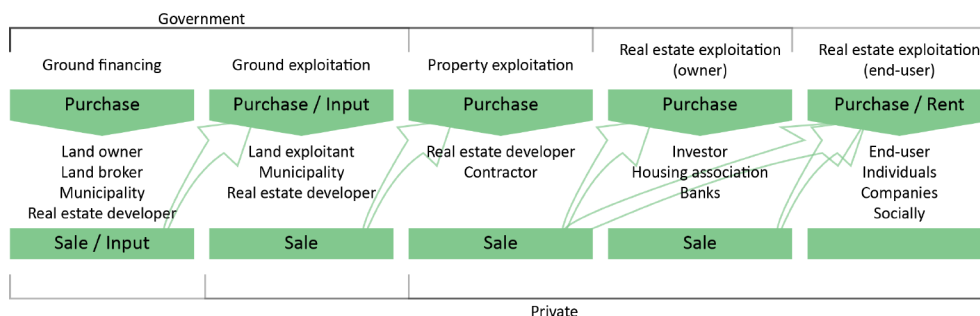 Government
Ground financing
Ground exploitation
Property exploitation
Real estate exploitation
(owner)
Real estate exploitation
(end-user)
Purchase
Purchase / Input
Purchase
Purchase
Purchase / Rent
Land owner
Land broker
Municipality
Real estate developer
Land exploitant
Municipality
Real estate developer
Real estate developer
Contractor
Investor
Housing association
Banks
End-user
Individuals
Companies
Socially
Sale / Input
Sale
Sale
Sale
Private